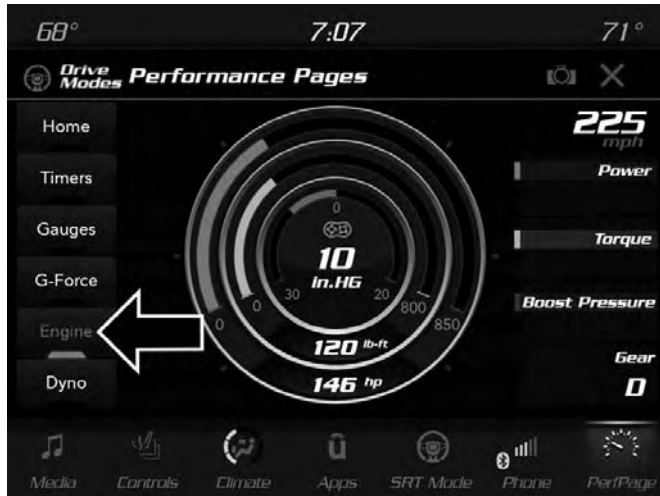 68° 7:07 71°
Drive Modes Performance Pages
Home
Timers
Gauges
G-Force
Engine
Dyno
0
10
in.HG
30 20
0 800
0 850
120 lb-ft
146 hp
225
mph
Power
Torque
Boost Pressure
Gear
D
Media Controls Climate Apps SRT Mode Phone PerfPage